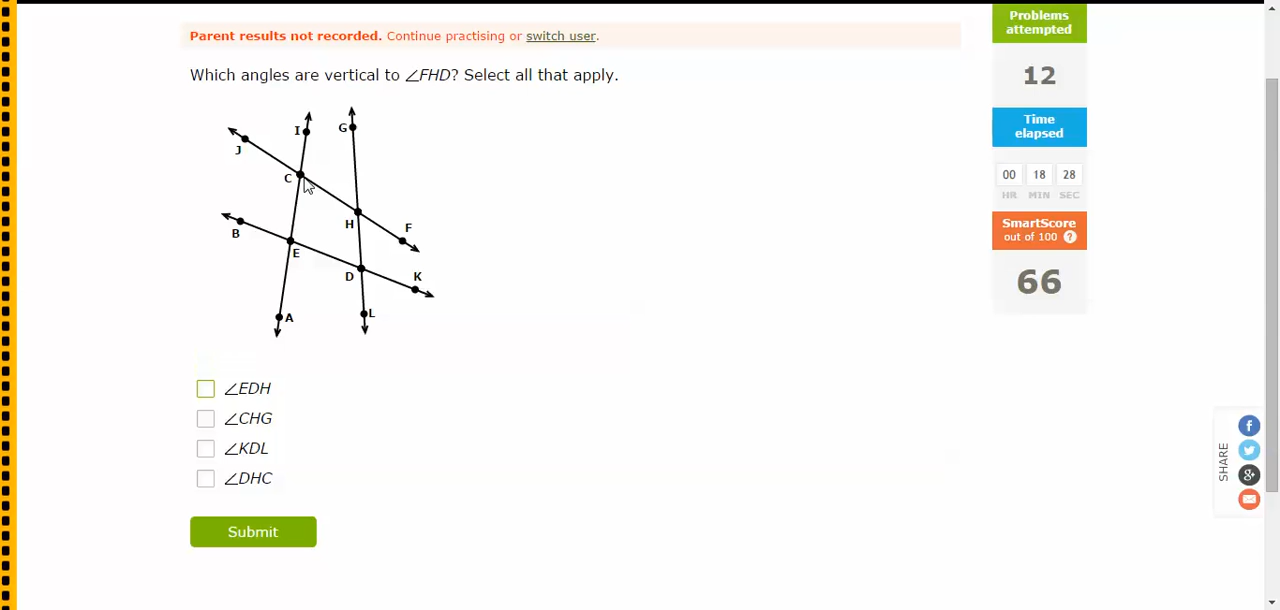 Parent results not recorded. Continue practising or switch user.
Which angles are vertical to ∠FHD? Select all that apply.
I
G
J
C
H
F
B
E
D
K
A
L
∠EDH
∠CHG
∠KDL
∠DHC
Submit
Problems
attempted
12
Time
elapsed
00 18 28
HR MIN SEC
SmartScore
out of 100 ?
66
SHARE